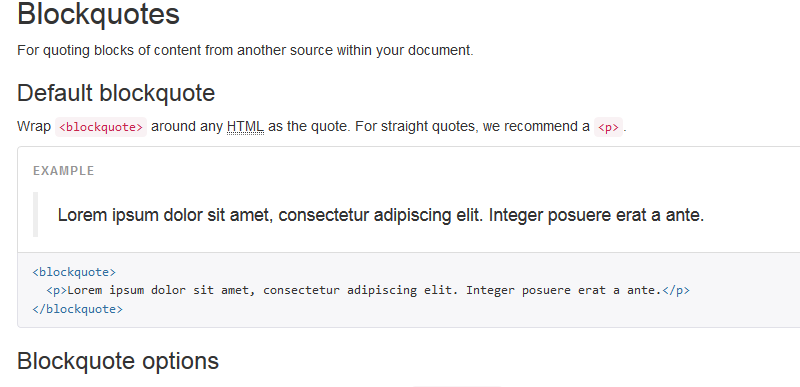 Blockquotes
For quoting blocks of content from another source within your document.
Default blockquote
Wrap <blockquote> around any HTML as the quote. For straight quotes, we recommend a <p>.
EXAMPLE
Lorem ipsum dolor sit amet, consectetur adipiscing elit. Integer posuere erat a ante.
<blockquote>
  <p>Lorem ipsum dolor sit amet, consectetur adipiscing elit. Integer posuere erat a ante.</p>
</blockquote>
Blockquote options